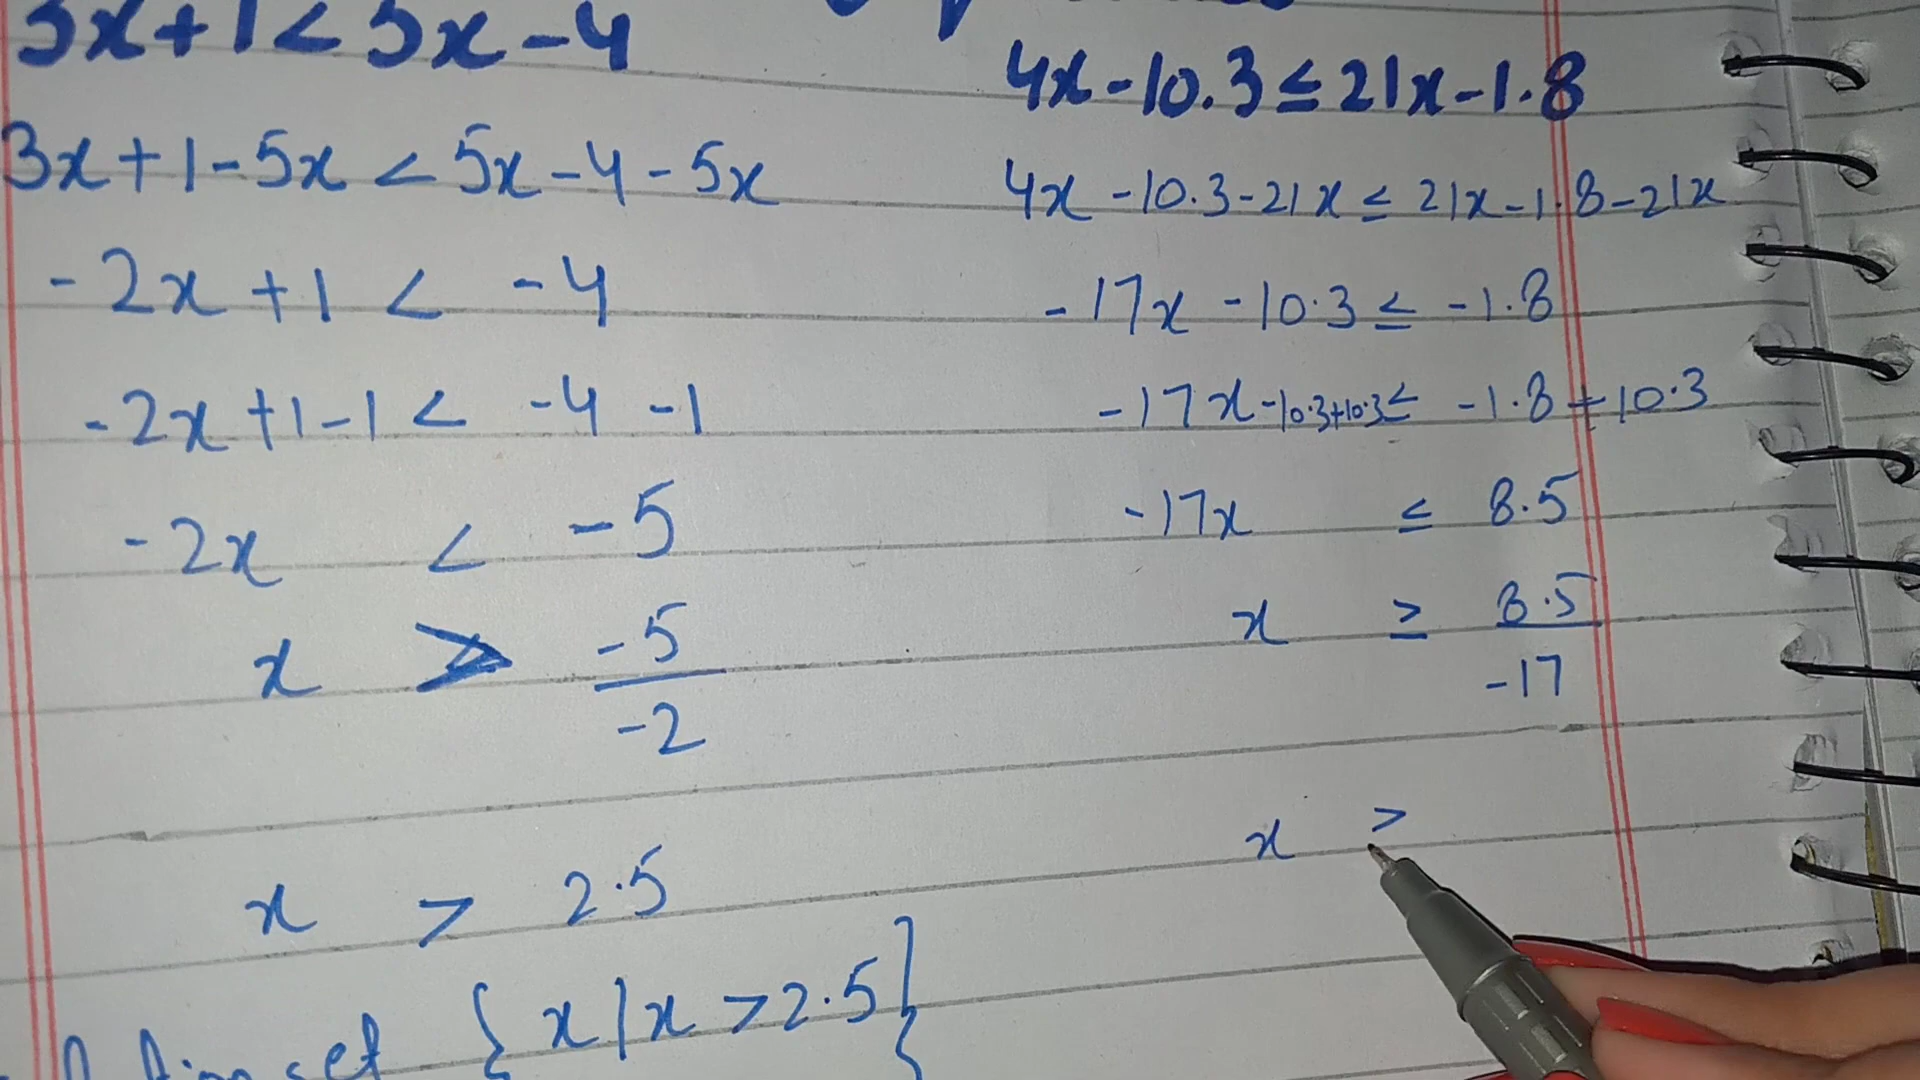 3x+1<5x-4
3x+1-5x<5x-4-5x
-2x+1< -4
-2x+1-1< -4 -1
-2x < -5
x > -5
-2
x > 2.5
{x/x>2.5}
4x-10.3≤21x-1.8
4x-10.3-21x≤21x-1.8-21x
-17x-10.3≤-1.8
-17x-10.3+10.3≤ -1.8+10.3
-17x ≤ 8.5
x ≥ 8.5
-17
x >